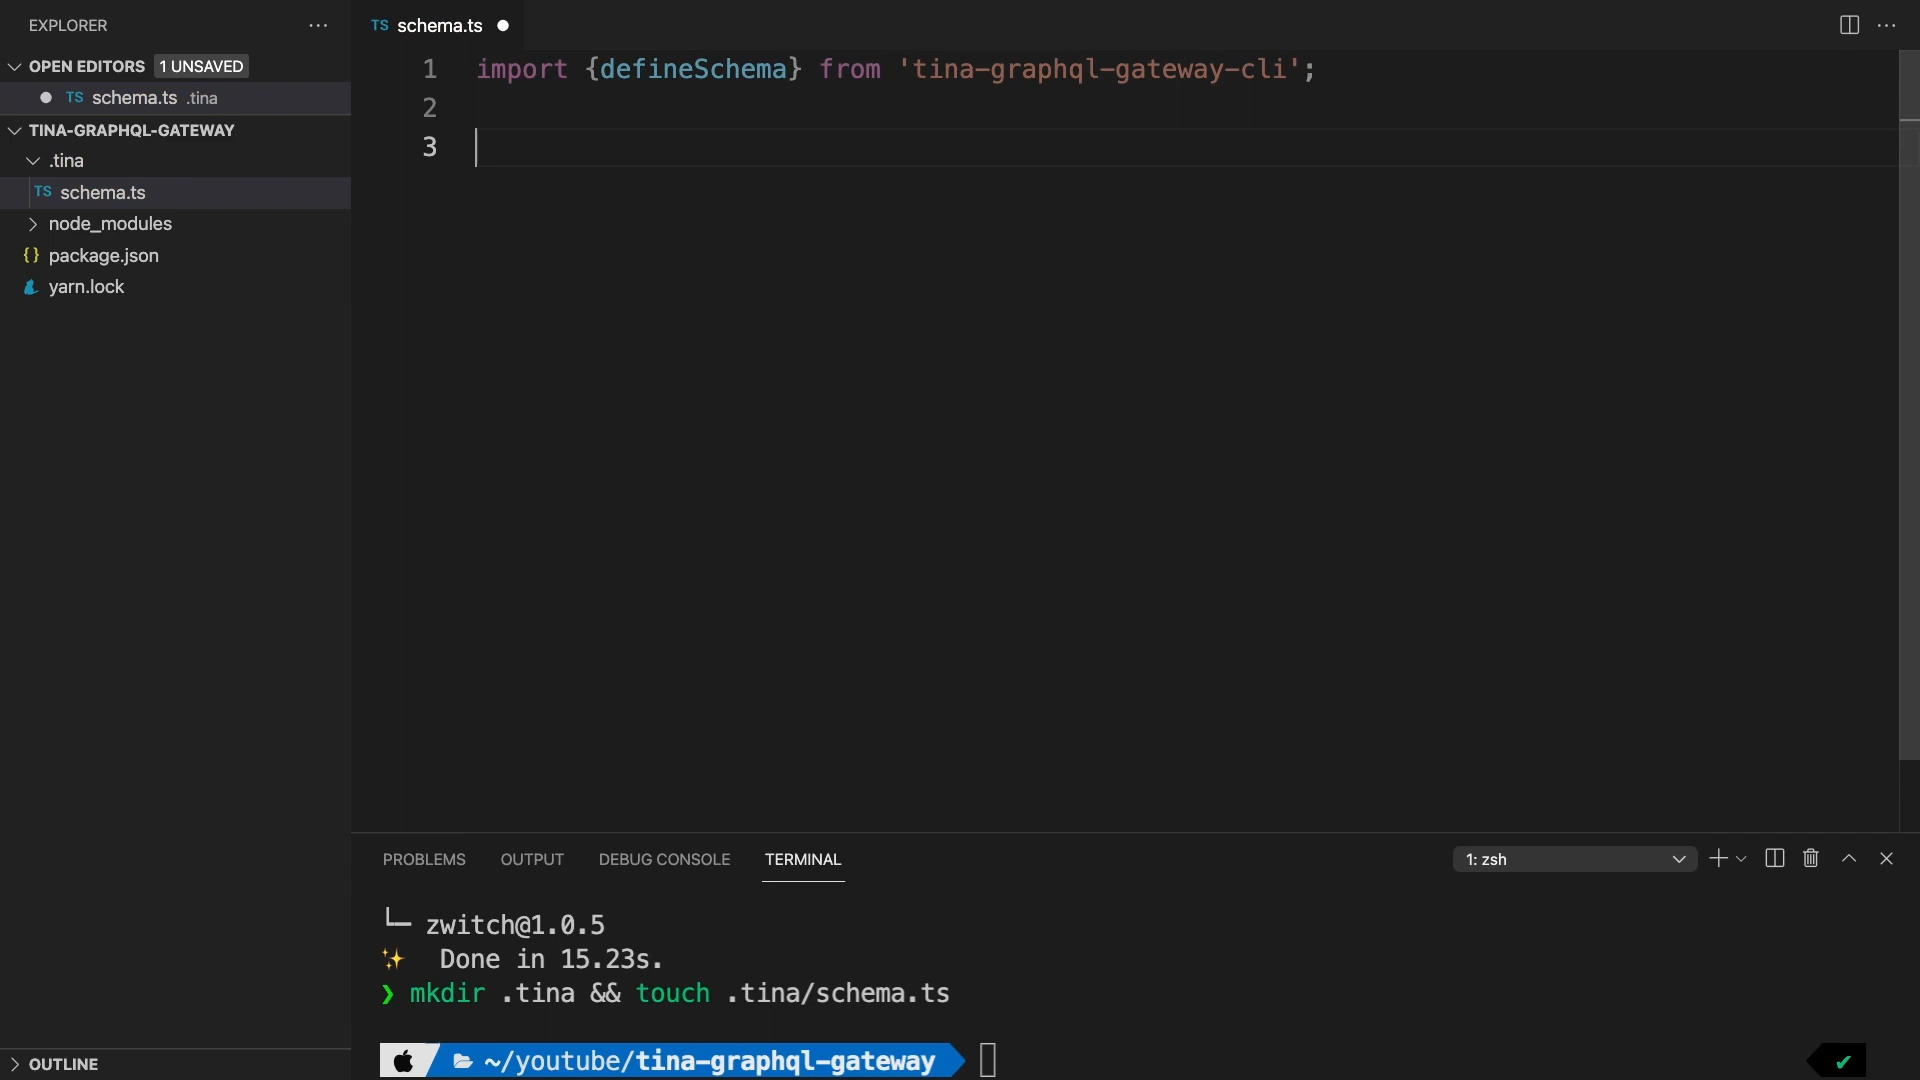 EXPLORER
OPEN EDITORS 1 UNSAVED
TS schema.ts .tina
TINA-GRAPHQL-GATEWAY
.tina
TS schema.ts
node_modules
{} package.json
yarn.lock
OUTLINE
TS schema.ts
1 import {defineSchema} from 'tina-graphql-gateway-cli';
2
3
PROBLEMS OUTPUT DEBUG CONSOLE TERMINAL
1: zsh
└─ zwitch@1.0.5
✨ Done in 15.23s.
❯ mkdir .tina && touch .tina/schema.ts
~/youtube/tina-graphql-gateway